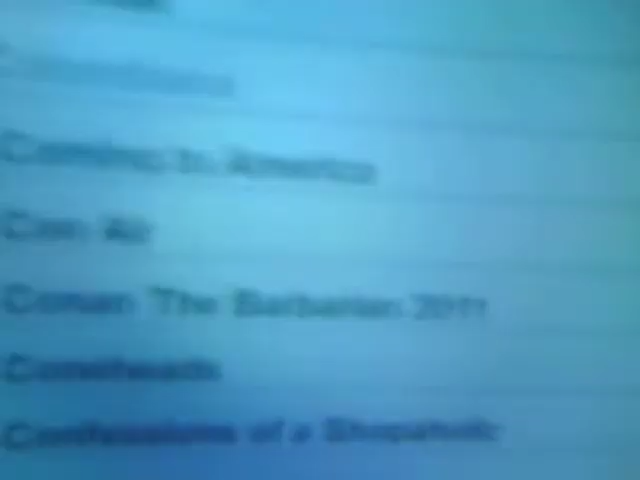 Coming to America
Con Air
Conan The Barbarian 2011
Coneheads
Confessions of a Shopaholic